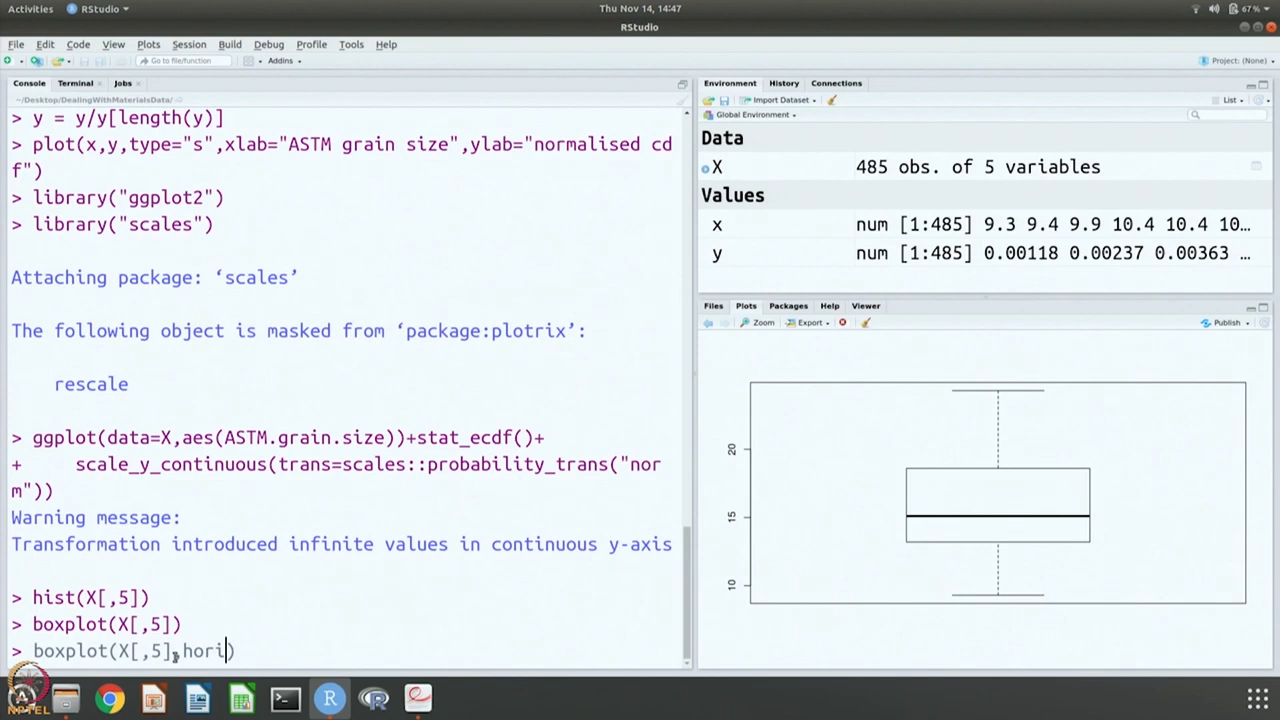 Activities RStudio Thu Nov 14, 14:47 67%
RStudio
File Edit Code View Plots Session Build Debug Profile Tools Help
Go to file/function Addins Project: (None)
Console Terminal Jobs
~/Desktop/DealingWithMaterialsData/
> y = y/y[length(y)]
> plot(x,y,type="s",xlab="ASTM grain size",ylab="normalised cd
f")
> library("ggplot2")
> library("scales")
Attaching package: ‘scales’
The following object is masked from ‘package:plotrix’:
rescale
> ggplot(data=X,aes(ASTM.grain.size))+stat_ecdf()+
+ scale_y_continuous(trans=scales::probability_trans("nor
m"))
Warning message:
Transformation introduced infinite values in continuous y-axis
> hist(X[,5])
> boxplot(X[,5])
> boxplot(X[,5],hori)
Environment History Connections
Import Dataset List
Global Environment
Data
X 485 obs. of 5 variables
Values
x num [1:485] 9.3 9.4 9.9 10.4 10.4 10…
y num [1:485] 0.00118 0.00237 0.00363 …
Files Plots Packages Help Viewer
Zoom Export Publish
20
15
10
NPTEL